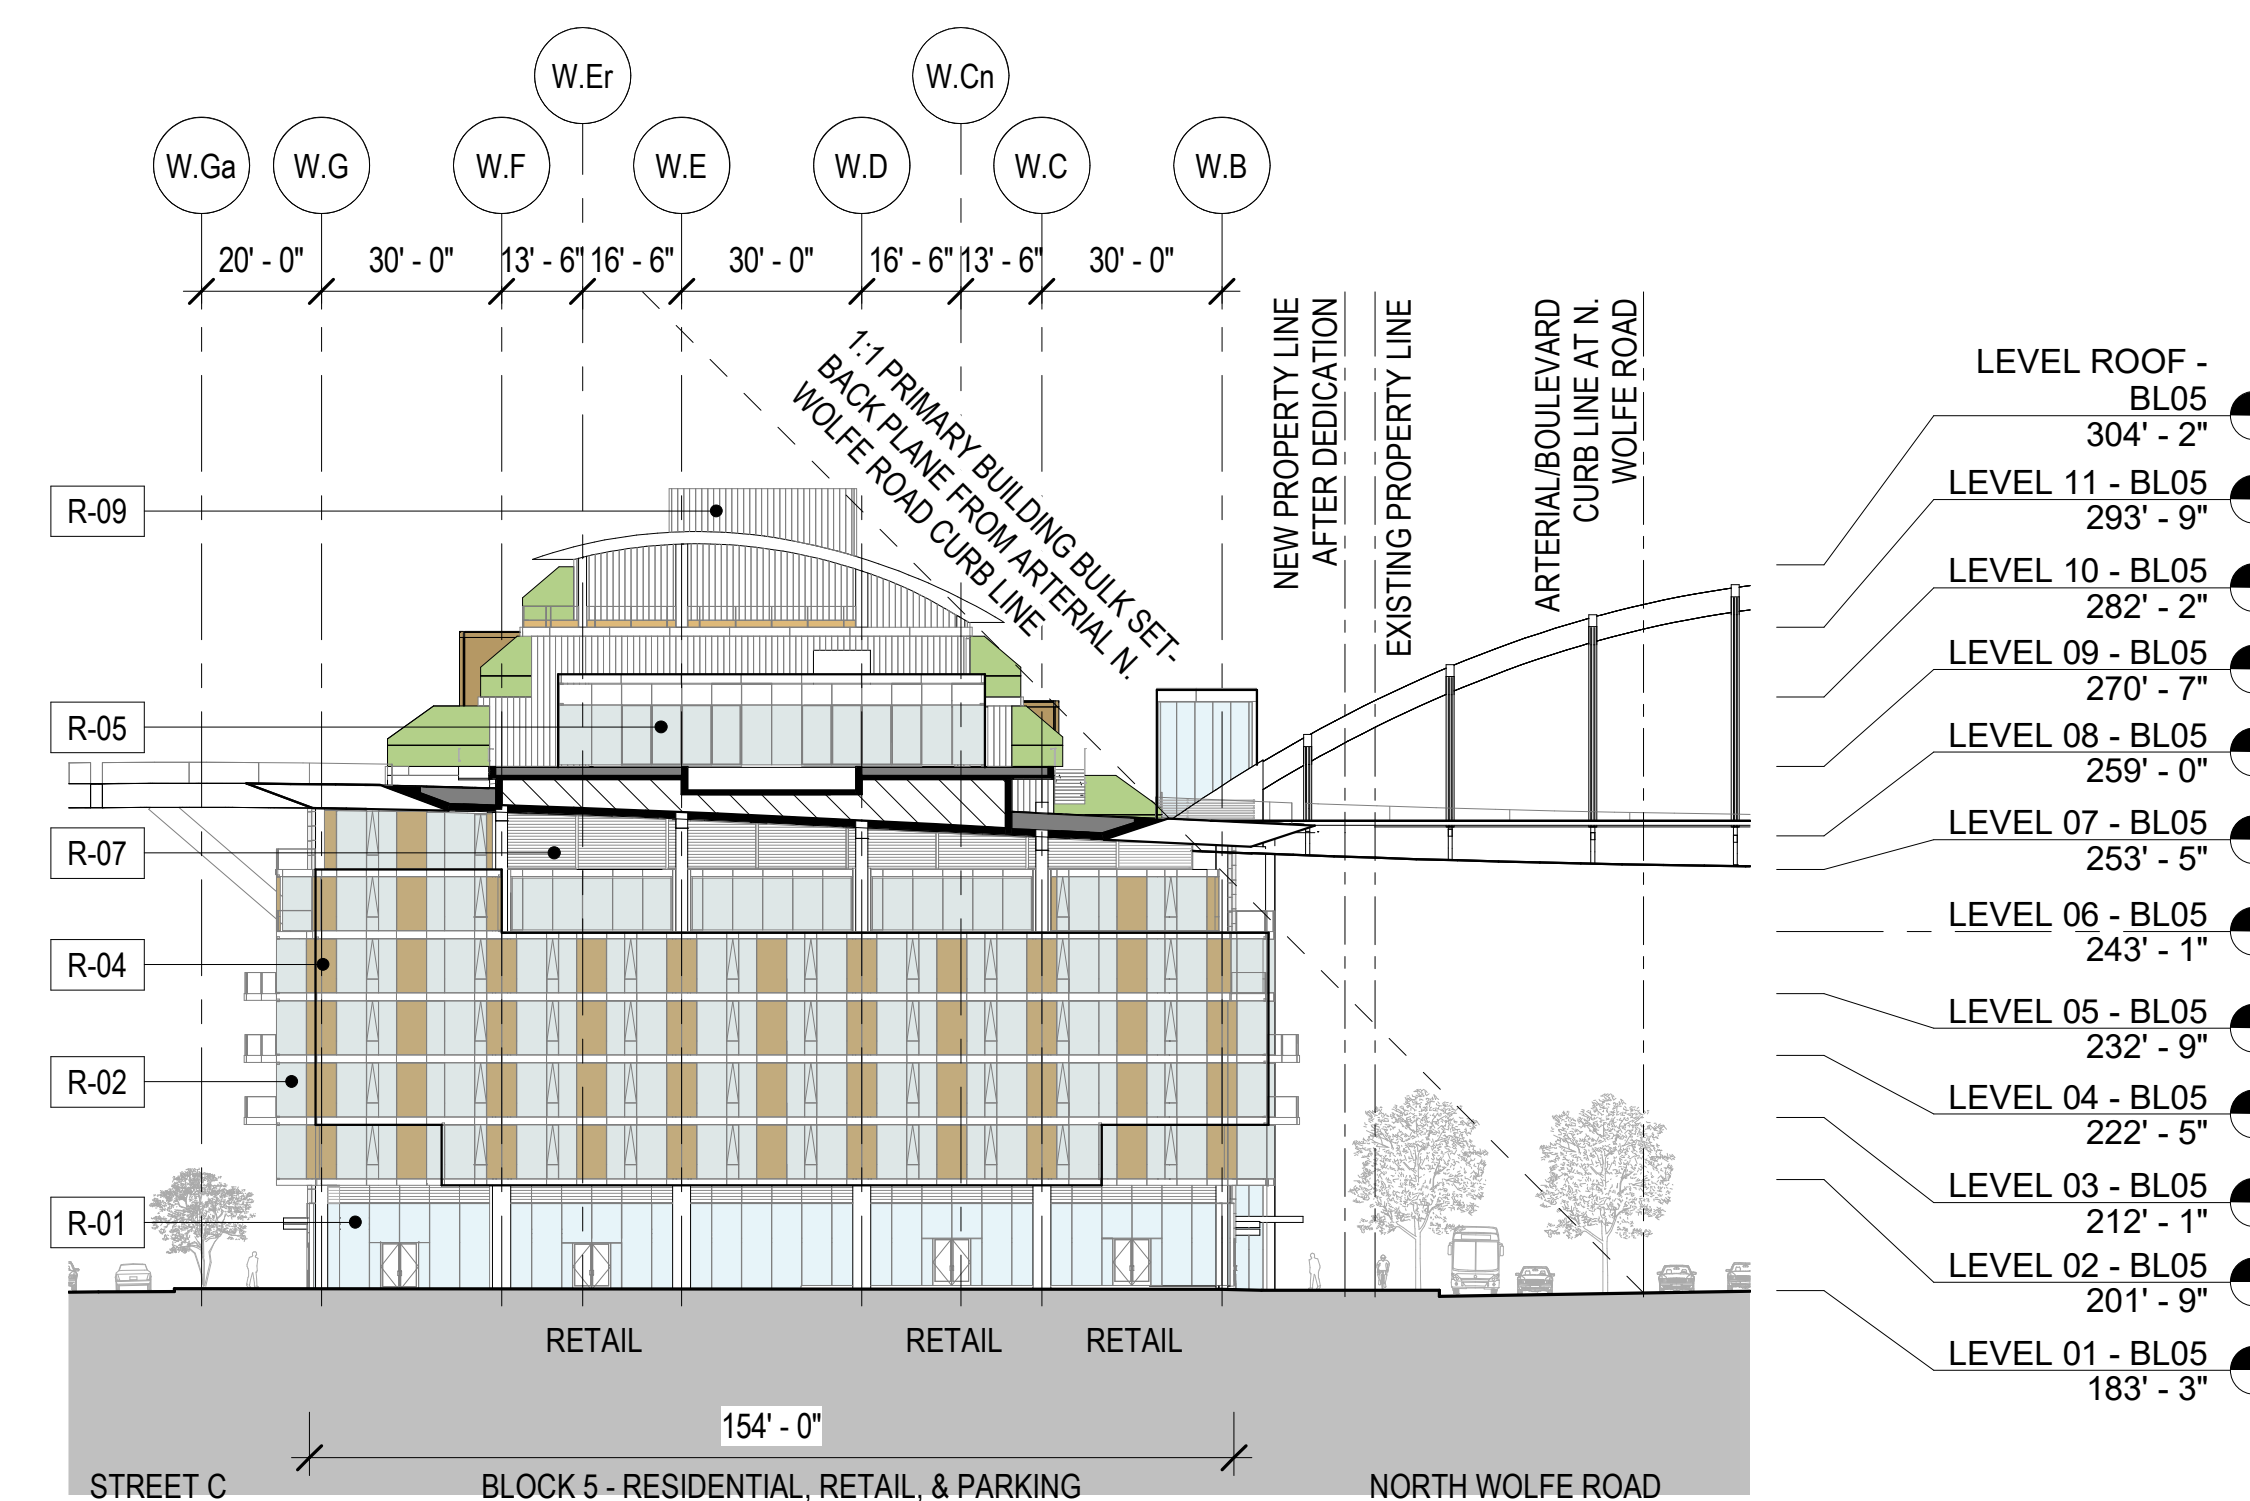 W.Er
W.Cn
W.Ga
W.G
W.F
W.E
W.D
W.C
W.B
20' - 0"
30' - 0"
13' - 6"
16' - 6"
30' - 0"
16' - 6"
13' - 6"
30' - 0"
1:1 PRIMARY BUILDING BULK SET-
BACK PLANE FROM ARTERIAL N.
WOLFE ROAD CURB LINE
NEW PROPERTY LINE
AFTER DEDICATION
EXISTING PROPERTY LINE
ARTERIAL/BOULEVARD
CURB LINE AT N.
WOLFE ROAD
LEVEL ROOF -
BL05
304' - 2"
LEVEL 11 - BL05
293' - 9"
LEVEL 10 - BL05
282' - 2"
LEVEL 09 - BL05
270' - 7"
LEVEL 08 - BL05
259' - 0"
LEVEL 07 - BL05
253' - 5"
LEVEL 06 - BL05
243' - 1"
LEVEL 05 - BL05
232' - 9"
LEVEL 04 - BL05
222' - 5"
LEVEL 03 - BL05
212' - 1"
LEVEL 02 - BL05
201' - 9"
LEVEL 01 - BL05
183' - 3"
R-09
R-05
R-07
R-04
R-02
R-01
RETAIL
RETAIL
RETAIL
154' - 0"
STREET C
BLOCK 5 - RESIDENTIAL, RETAIL, & PARKING
NORTH WOLFE ROAD